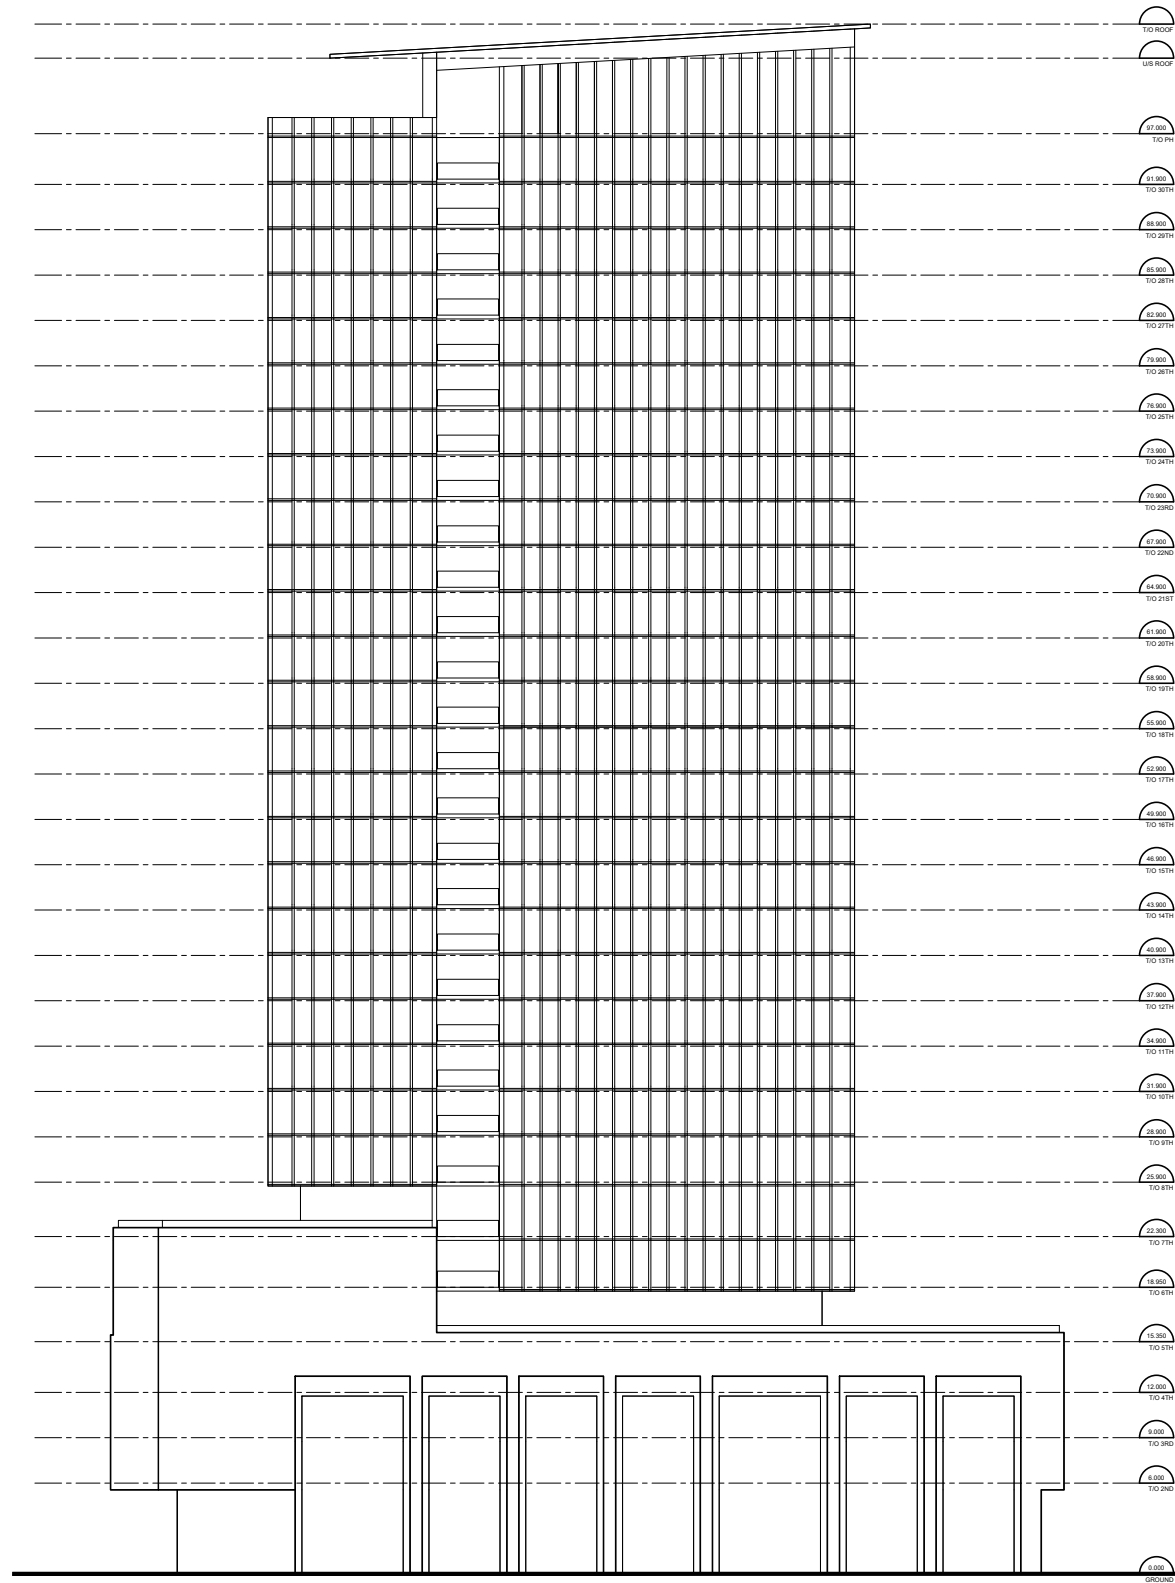 T/O ROOF
U/S ROOF
97.000
T/O PH
91.900
T/O 30TH
88.900
T/O 29TH
85.900
T/O 28TH
82.900
T/O 27TH
79.900
T/O 26TH
76.900
T/O 25TH
73.900
T/O 24TH
70.900
T/O 23RD
67.900
T/O 22ND
64.900
T/O 21ST
61.900
T/O 20TH
58.900
T/O 19TH
55.900
T/O 18TH
52.900
T/O 17TH
49.900
T/O 16TH
46.900
T/O 15TH
43.900
T/O 14TH
40.900
T/O 13TH
37.900
T/O 12TH
34.900
T/O 11TH
31.900
T/O 10TH
28.900
T/O 9TH
25.900
T/O 8TH
22.300
T/O 7TH
18.950
T/O 6TH
15.350
T/O 5TH
12.000
T/O 4TH
9.000
T/O 3RD
6.000
T/O 2ND
0.000
GROUND